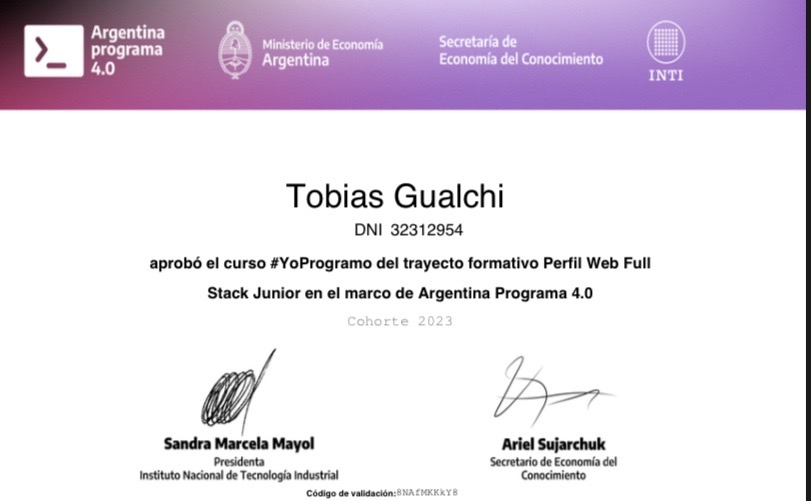 Argentina
programa
4.0
Ministerio de Economía
Argentina
Secretaría de
Economía del Conocimiento
INTI
Tobias Gualchi
DNI 32312954
aprobó el curso #YoProgramo del trayecto formativo Perfil Web Full
Stack Junior en el marco de Argentina Programa 4.0
Cohorte 2023
Sandra Marcela Mayol
Presidenta
Instituto Nacional de Tecnología Industrial
Ariel Sujarchuk
Secretario de Economía del
Conocimiento
Código de validación:8NAfMKKkY8